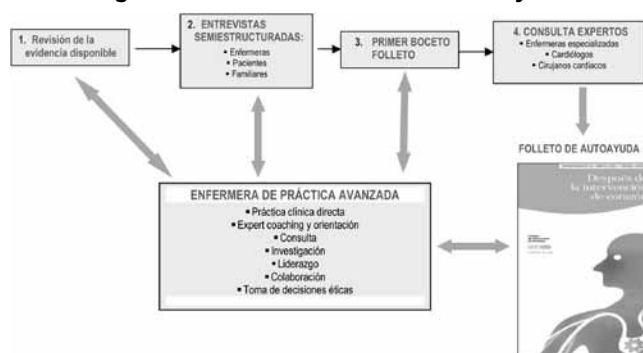 1. Revisión de la
evidencia disponible
2. ENTREVISTAS
SEMIESTRUCTURADAS:
▪ Enfermeras
▪ Pacientes
▪ Familiares
3. PRIMER BOCETO
FOLLETO
4. CONSULTA EXPERTOS
▪ Enfermeras especializadas
▪ Cardiólogos
▪ Cirujanos cardíacos
FOLLETO DE AUTOAYUDA
Después de
la intervención
de corazón
ENFERMERA DE PRÁCTICA AVANZADA
▪ Práctica clínica directa
▪ Expert coaching y orientación
▪ Consulta
▪ Investigación
▪ Liderazgo
▪ Colaboración
▪ Toma de decisiones éticas